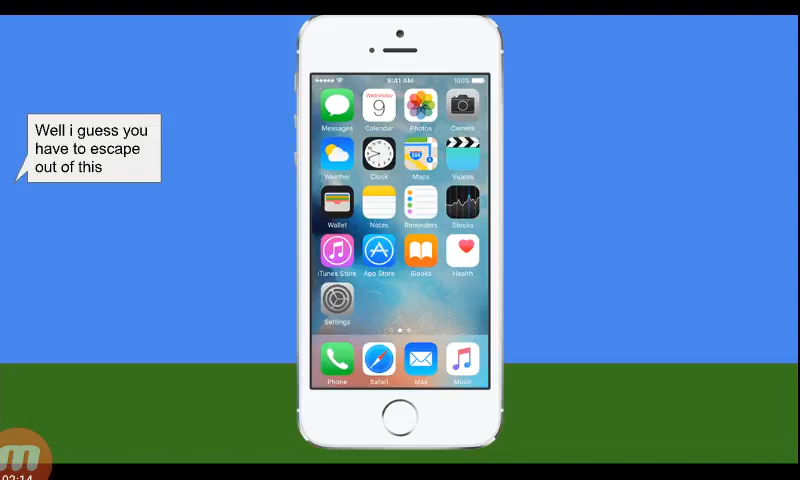 Well i guess you
have to escape
out of this
9:41 AM 100%
Wednesday
9
Messages Calendar Photos Camera
280
Weather Clock Maps Videos
Wallet Notes Reminders Stocks
iTunes Store App Store iBooks Health
Settings
Phone Safari Mail Music
02:14